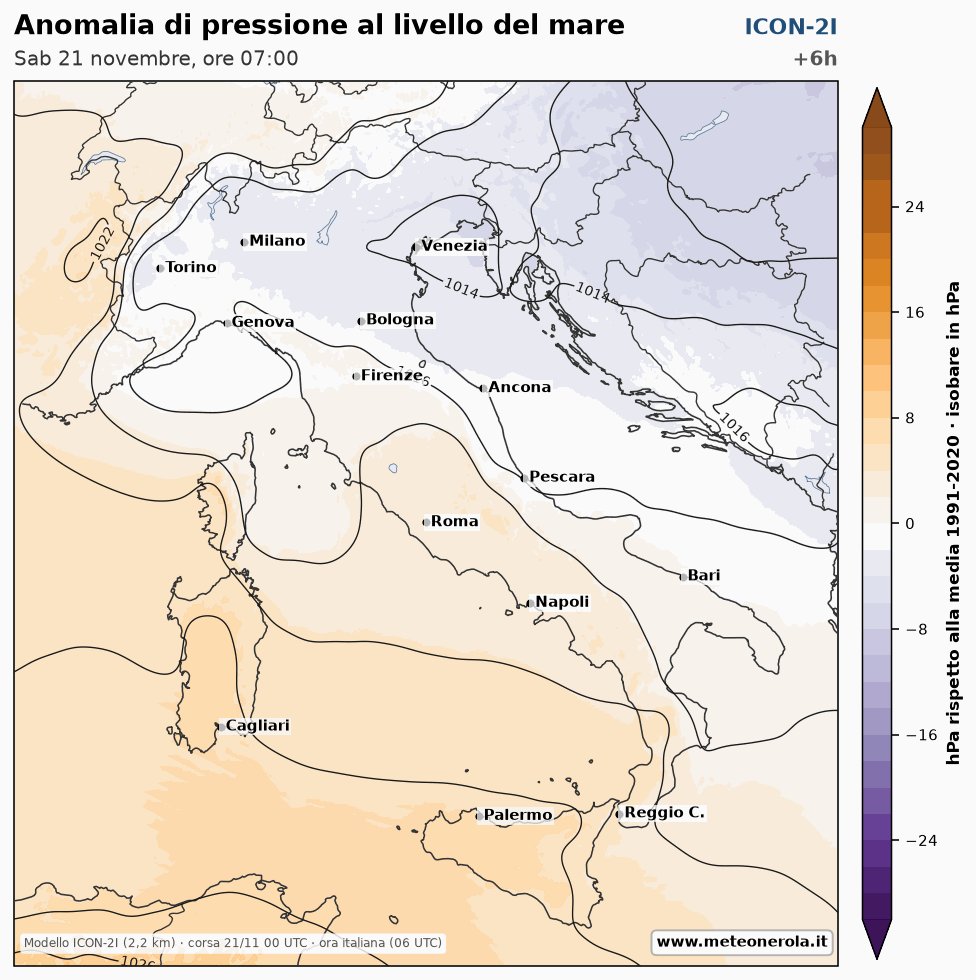 Anomalia di pressione al livello del mare
ICON-2I
Sab 21 novembre, ore 07:00
+6h
1022
Milano
Venezia
Torino
1014
1014
Genova
Bologna
Firenze
Ancona
1016
Pescara
Roma
Bari
Napoli
Cagliari
Palermo
Reggio C.
1026
Modello ICON-2I (2,2 km) · corsa 21/11 00 UTC · ora italiana (06 UTC)
www.meteonerola.it
24
16
8
0
−8
−16
−24
hPa rispetto alla media 1991-2020 · isobare in hPa